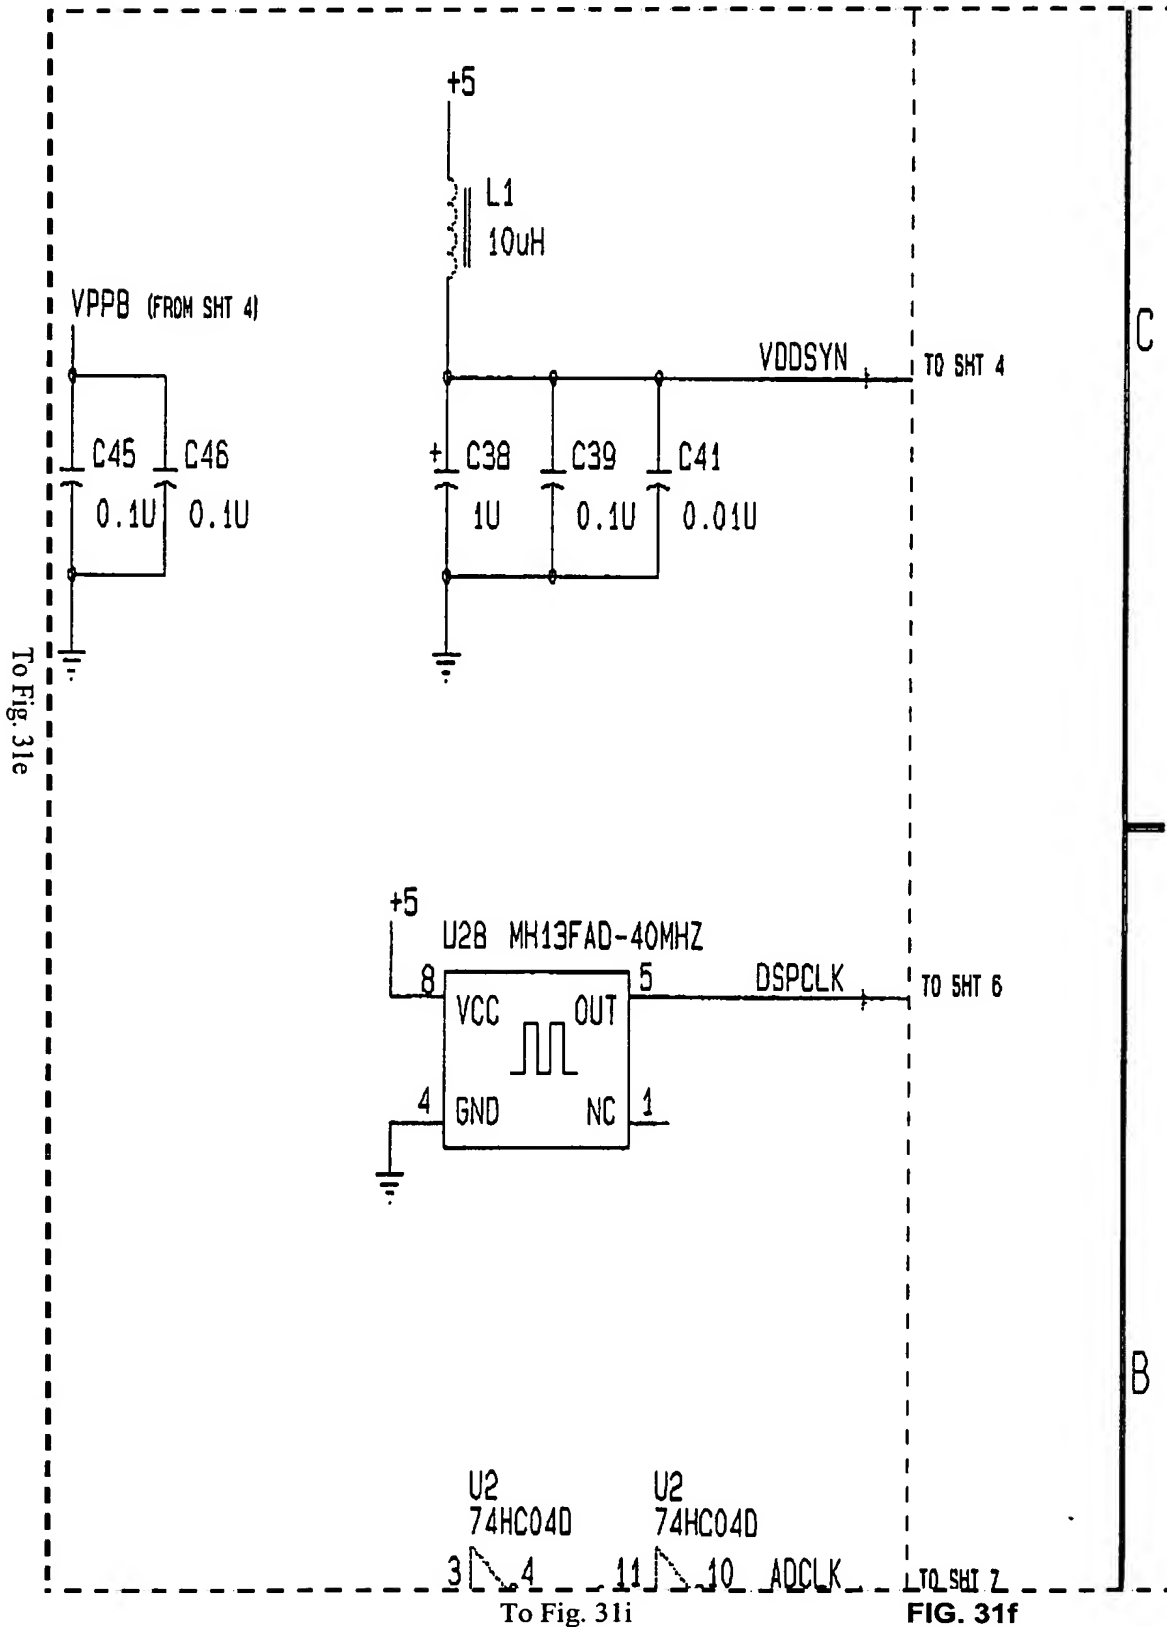 +5
L1
10uH
VPPB (FROM SHT 4)
C
VDDSYN
TO SHT 4
C45
C46
+ C38
C39
C41
0.1U
0.1U
1U
0.1U
0.01U
To Fig. 31e
+5
U28 MH13FAD-40MHZ
8
5
DSPCLK
TO SHT 6
VCC
OUT
4
GND
NC
1
B
U2
74HC04D
U2
74HC04D
3
4
11
10
ADCLK
TO SHT 7
To Fig. 31i
FIG. 31f